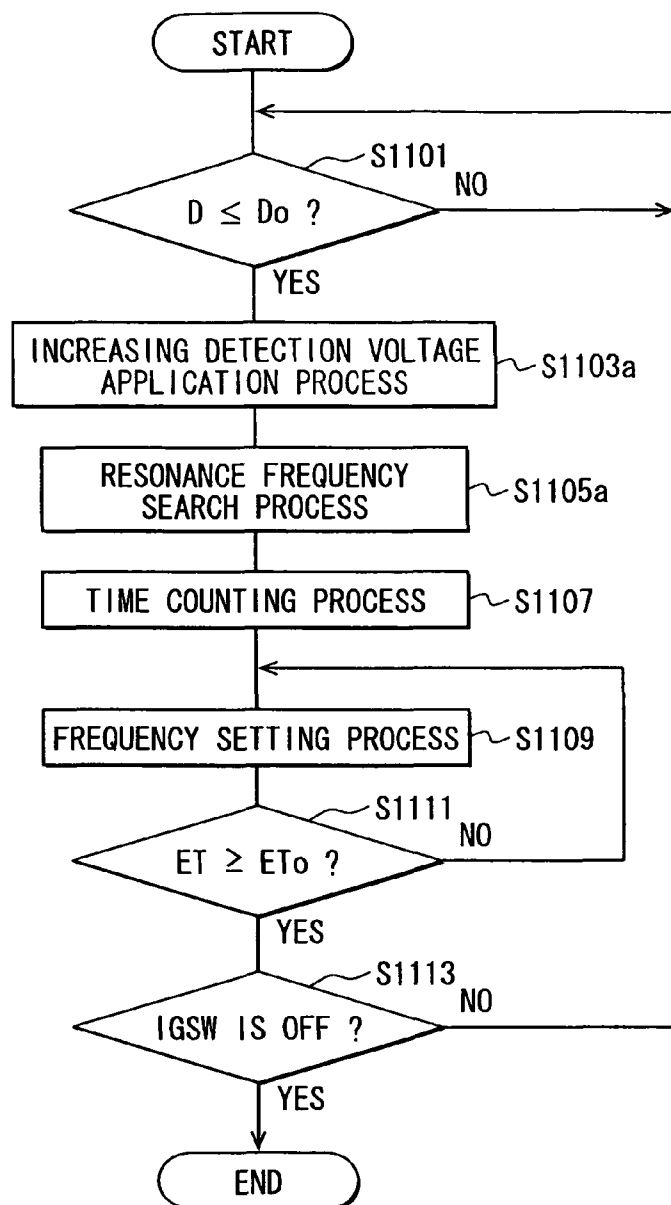 START
S1101
NO
D ≤ Do ?
YES
INCREASING DETECTION VOLTAGE
APPLICATION PROCESS
S1103a
RESONANCE FREQUENCY
SEARCH PROCESS
S1105a
TIME COUNTING PROCESS
S1107
FREQUENCY SETTING PROCESS
S1109
S1111
NO
ET ≥ ETo ?
YES
S1113
NO
IGSW IS OFF ?
YES
END